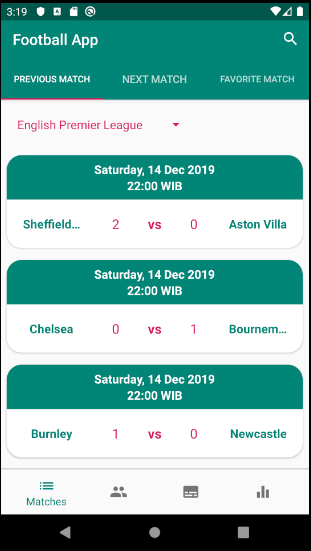 3:19
Football App
PREVIOUS MATCH NEXT MATCH FAVORITE MATCH
English Premier League
Saturday, 14 Dec 2019
22:00 WIB
Sheffield... 2 vs 0 Aston Villa
Saturday, 14 Dec 2019
22:00 WIB
Chelsea 0 vs 1 Bournem...
Saturday, 14 Dec 2019
22:00 WIB
Burnley 1 vs 0 Newcastle
Matches